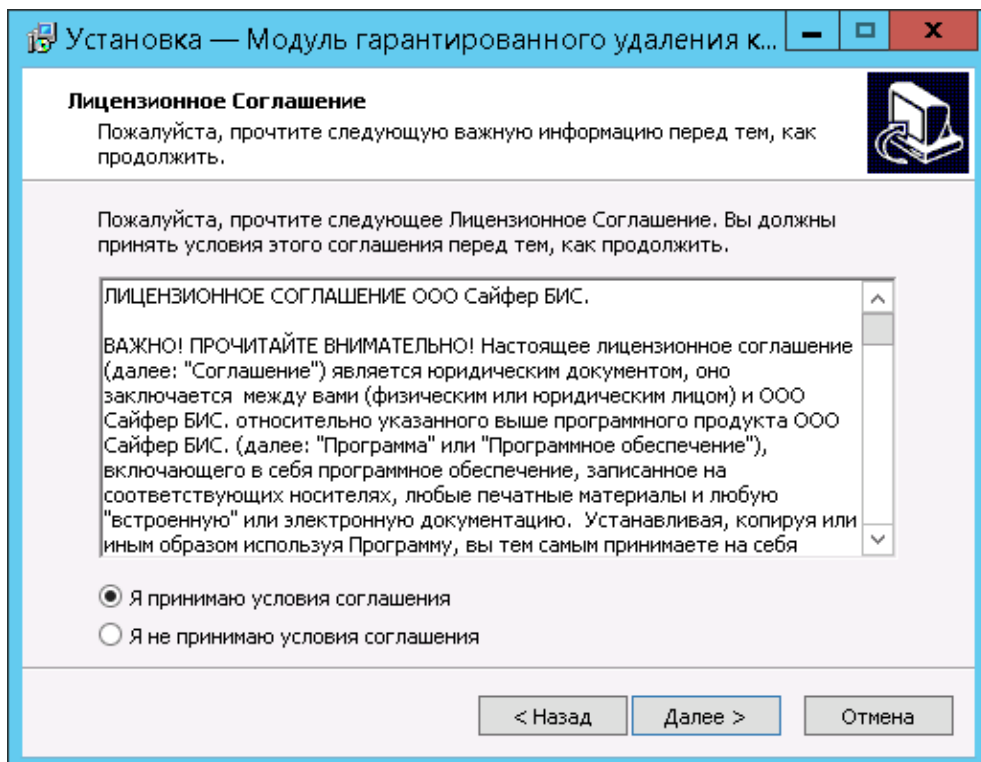 Установка — Модуль гарантированного удаления к...
Лицензионное Соглашение
Пожалуйста, прочтите следующую важную информацию перед тем, как
продолжить.
Пожалуйста, прочтите следующее Лицензионное Соглашение. Вы должны
принять условия этого соглашения перед тем, как продолжить.
ЛИЦЕНЗИОННОЕ СОГЛАШЕНИЕ ООО Сайфер БИС.
ВАЖНО! ПРОЧИТАЙТЕ ВНИМАТЕЛЬНО! Настоящее лицензионное соглашение
(далее: "Соглашение") является юридическим документом, оно
заключается  между вами (физическим или юридическим лицом) и ООО
Сайфер БИС. относительно указанного выше программного продукта ООО
Сайфер БИС. (далее: "Программа" или "Программное обеспечение"),
включающего в себя программное обеспечение, записанное на
соответствующих носителях, любые печатные материалы и любую
"встроенную" или электронную документацию.  Устанавливая, копируя или
иным образом используя Программу, вы тем самым принимаете на себя
Я принимаю условия соглашения
Я не принимаю условия соглашения
< Назад
Далее >
Отмена